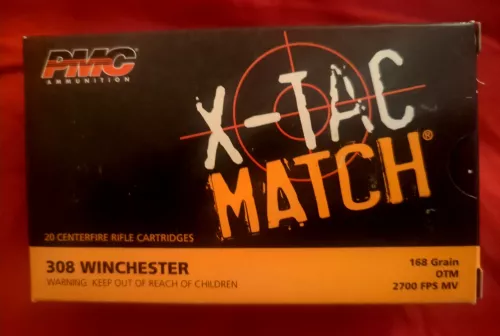 PMC
AMMUNITION
X-TAC
MATCH®
20 CENTERFIRE RIFLE CARTRIDGES
308 WINCHESTER
WARNING: KEEP OUT OF REACH OF CHILDREN
168 Grain
OTM
2700 FPS MV